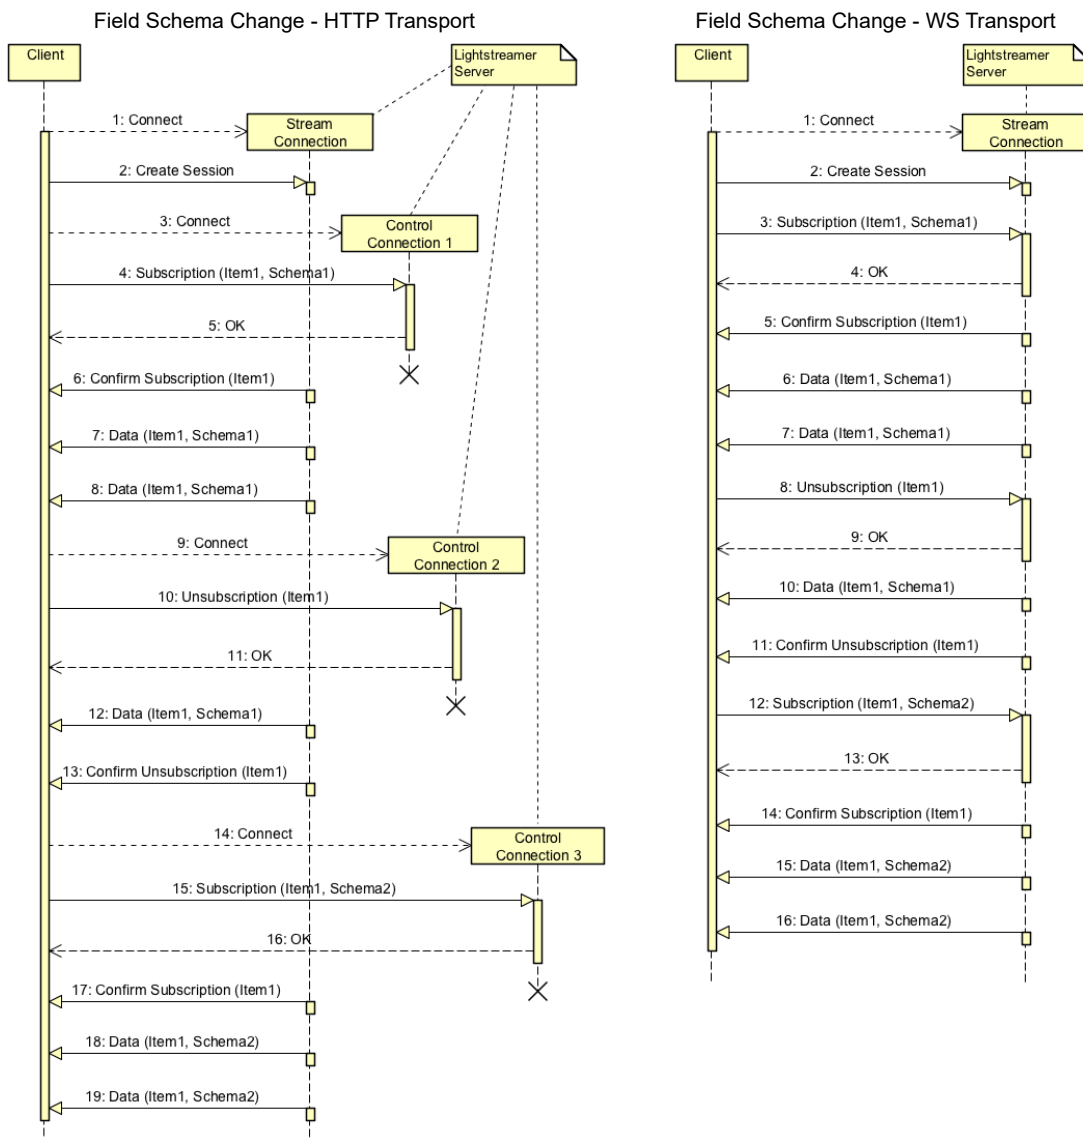 Field Schema Change - HTTP Transport
Client
Lightstreamer
Server
1: Connect
Stream
Connection
2: Create Session
3: Connect
Control
Connection 1
4: Subscription (Item1, Schema1)
5: OK
6: Confirm Subscription (Item1)
7: Data (Item1, Schema1)
8: Data (Item1, Schema1)
9: Connect
Control
Connection 2
10: Unsubscription (Item1)
11: OK
12: Data (Item1, Schema1)
13: Confirm Unsubscription (Item1)
14: Connect
Control
Connection 3
15: Subscription (Item1, Schema2)
16: OK
17: Confirm Subscription (Item1)
18: Data (Item1, Schema2)
19: Data (Item1, Schema2)
Field Schema Change - WS Transport
Client
Lightstreamer
Server
1: Connect
Stream
Connection
2: Create Session
3: Subscription (Item1, Schema1)
4: OK
5: Confirm Subscription (Item1)
6: Data (Item1, Schema1)
7: Data (Item1, Schema1)
8: Unsubscription (Item1)
9: OK
10: Data (Item1, Schema1)
11: Confirm Unsubscription (Item1)
12: Subscription (Item1, Schema2)
13: OK
14: Confirm Subscription (Item1)
15: Data (Item1, Schema2)
16: Data (Item1, Schema2)